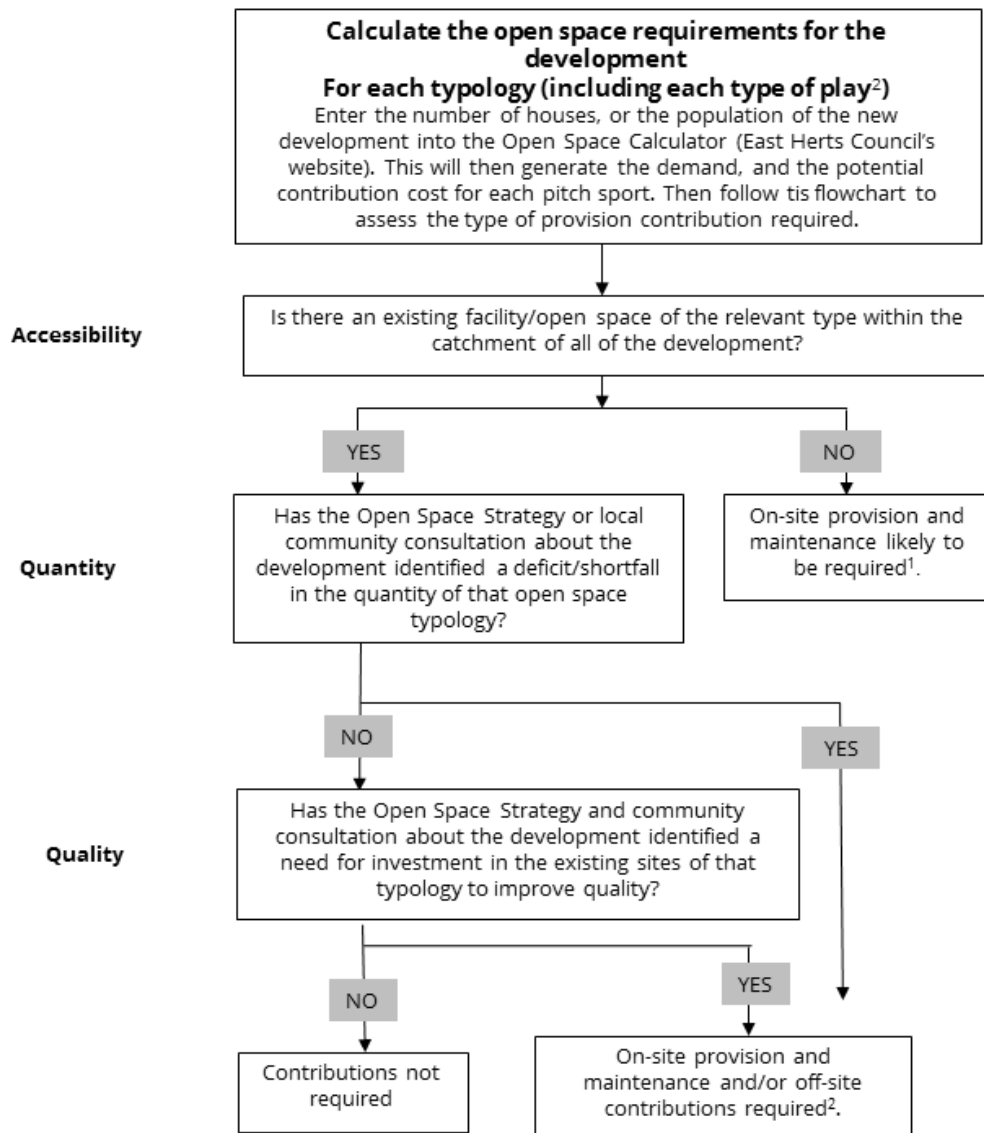 Calculate the open space requirements for the
development
For each typology (including each type of play²)
Enter the number of houses, or the population of the new
development into the Open Space Calculator (East Herts Council’s
website). This will then generate the demand, and the potential
contribution cost for each pitch sport. Then follow tis flowchart to
assess the type of provision contribution required.
Accessibility
Is there an existing facility/open space of the relevant type within the
catchment of all of the development?
YES
NO
Quantity
Has the Open Space Strategy or local
community consultation about the
development identified a deficit/shortfall
in the quantity of that open space
typology?
On-site provision and
maintenance likely to
be required¹.
NO
YES
Quality
Has the Open Space Strategy and community
consultation about the development identified a
need for investment in the existing sites of that
typology to improve quality?
NO
YES
Contributions not
required
On-site provision and
maintenance and/or off-site
contributions required².